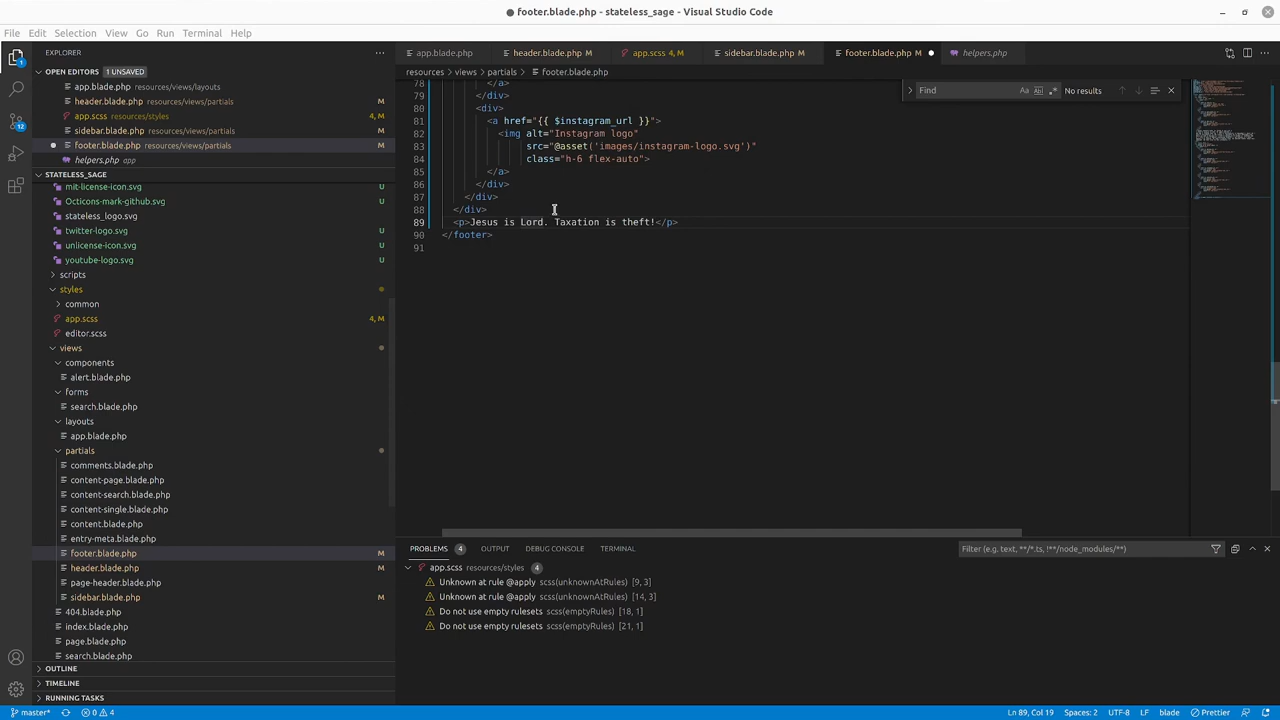 footer.blade.php - stateless_sage - Visual Studio Code
File Edit Selection View Go Run Terminal Help
EXPLORER
OPEN EDITORS 1 UNSAVED
app.blade.php resources/views/layouts
header.blade.php resources/views/partials M
app.scss resources/styles 4, M
sidebar.blade.php resources/views/partials M
footer.blade.php resources/views/partials M
helpers.php app
STATELESS_SAGE
mit-license-icon.svg U
Octicons-mark-github.svg U
stateless_logo.svg
twitter-logo.svg U
unlicense-icon.svg U
youtube-logo.svg U
scripts
styles
common
app.scss 4, M
editor.scss
views
components
alert.blade.php
forms
search.blade.php
layouts
app.blade.php
partials
comments.blade.php
content-page.blade.php
content-search.blade.php
content-single.blade.php
content.blade.php
entry-meta.blade.php
footer.blade.php M
header.blade.php M
page-header.blade.php
sidebar.blade.php M
404.blade.php
index.blade.php
page.blade.php
search.blade.php
OUTLINE
TIMELINE
RUNNING TASKS
app.blade.php header.blade.php M app.scss 4, M sidebar.blade.php M footer.blade.php M helpers.php
resources > views > partials > footer.blade.php
Find Aa ab .* No results
78 </a>
79 </div>
80 <div>
81 <a href="{{ $instagram_url }}">
82 <img alt="Instagram logo"
83 src="@asset('images/instagram-logo.svg')"
84 class="h-6 flex-auto">
85 </a>
86 </div>
87 </div>
88 </div>
89 <p>Jesus is Lord. Taxation is theft!</p>
90 </footer>
91
PROBLEMS 4 OUTPUT DEBUG CONSOLE TERMINAL
Filter (e.g. text, **/*.ts, !**/node_modules/**)
app.scss resources/styles 4
Unknown at rule @apply scss(unknownAtRules) [9, 3]
Unknown at rule @apply scss(unknownAtRules) [14, 3]
Do not use empty rulesets scss(emptyRules) [18, 1]
Do not use empty rulesets scss(emptyRules) [21, 1]
master* 0 4 Ln 89, Col 19 Spaces: 2 UTF-8 LF blade Prettier